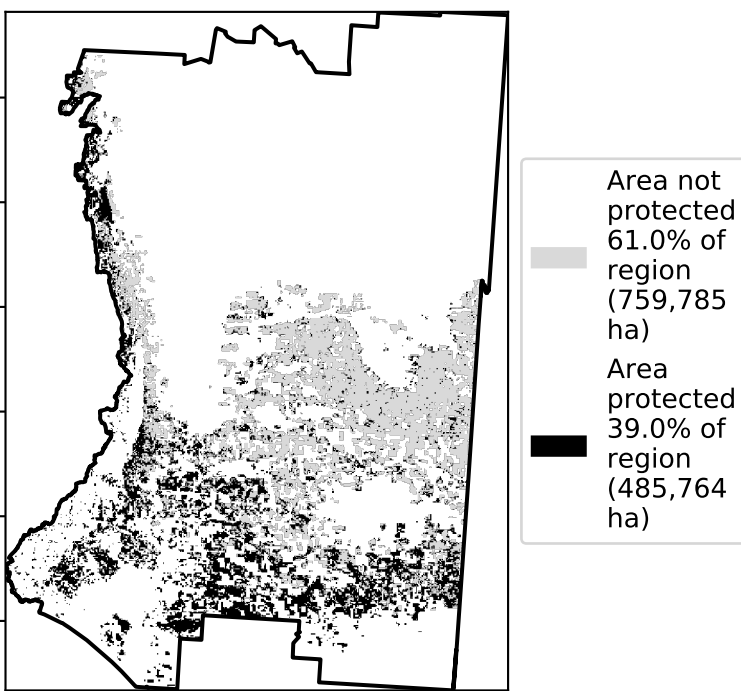 Area not
protected
61.0% of
region
(759,785
ha)
Area
protected
39.0% of
region
(485,764
ha)